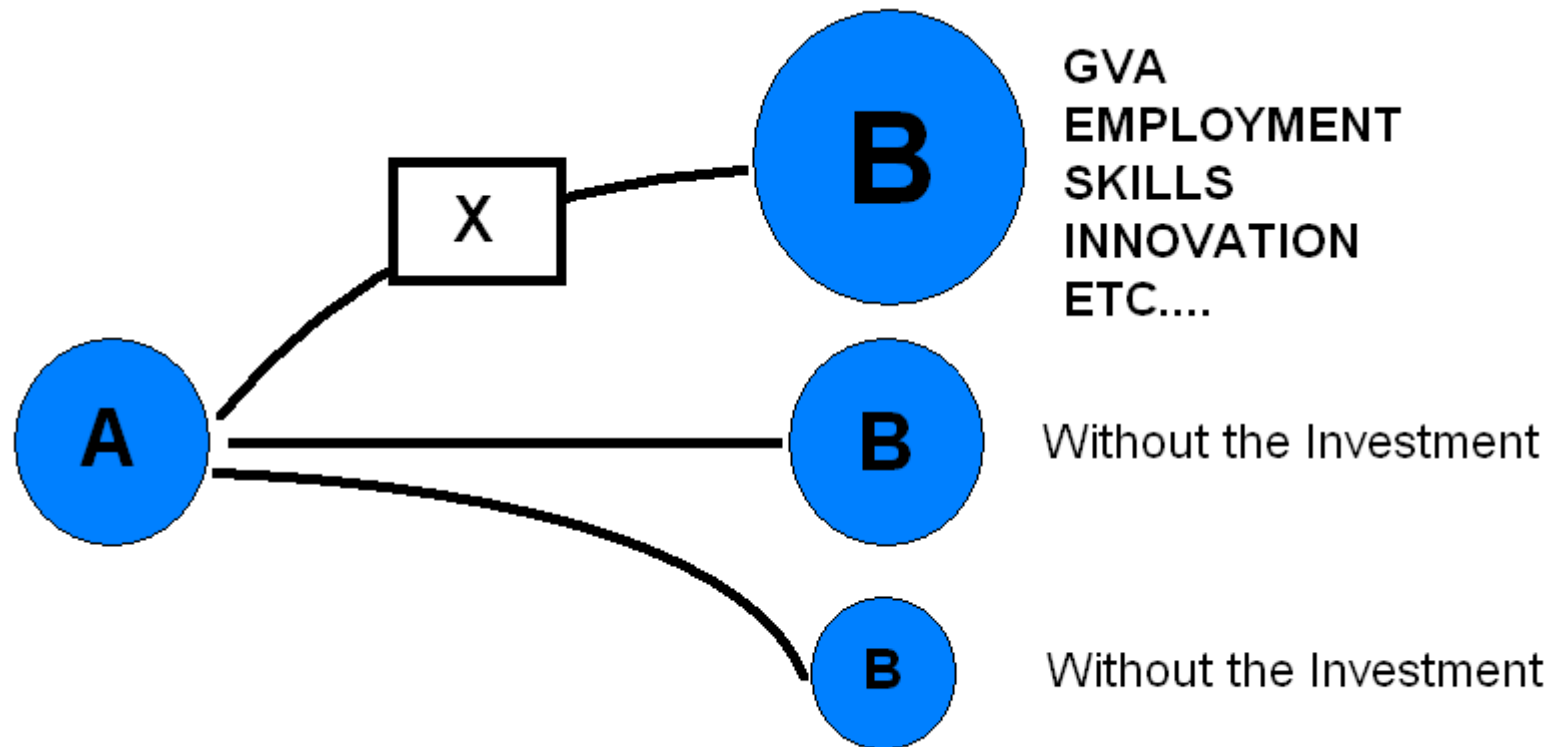 B
GVA
EMPLOYMENT
SKILLS
INNOVATION
ETC....
X
A
B
Without the Investment
B
Without the Investment